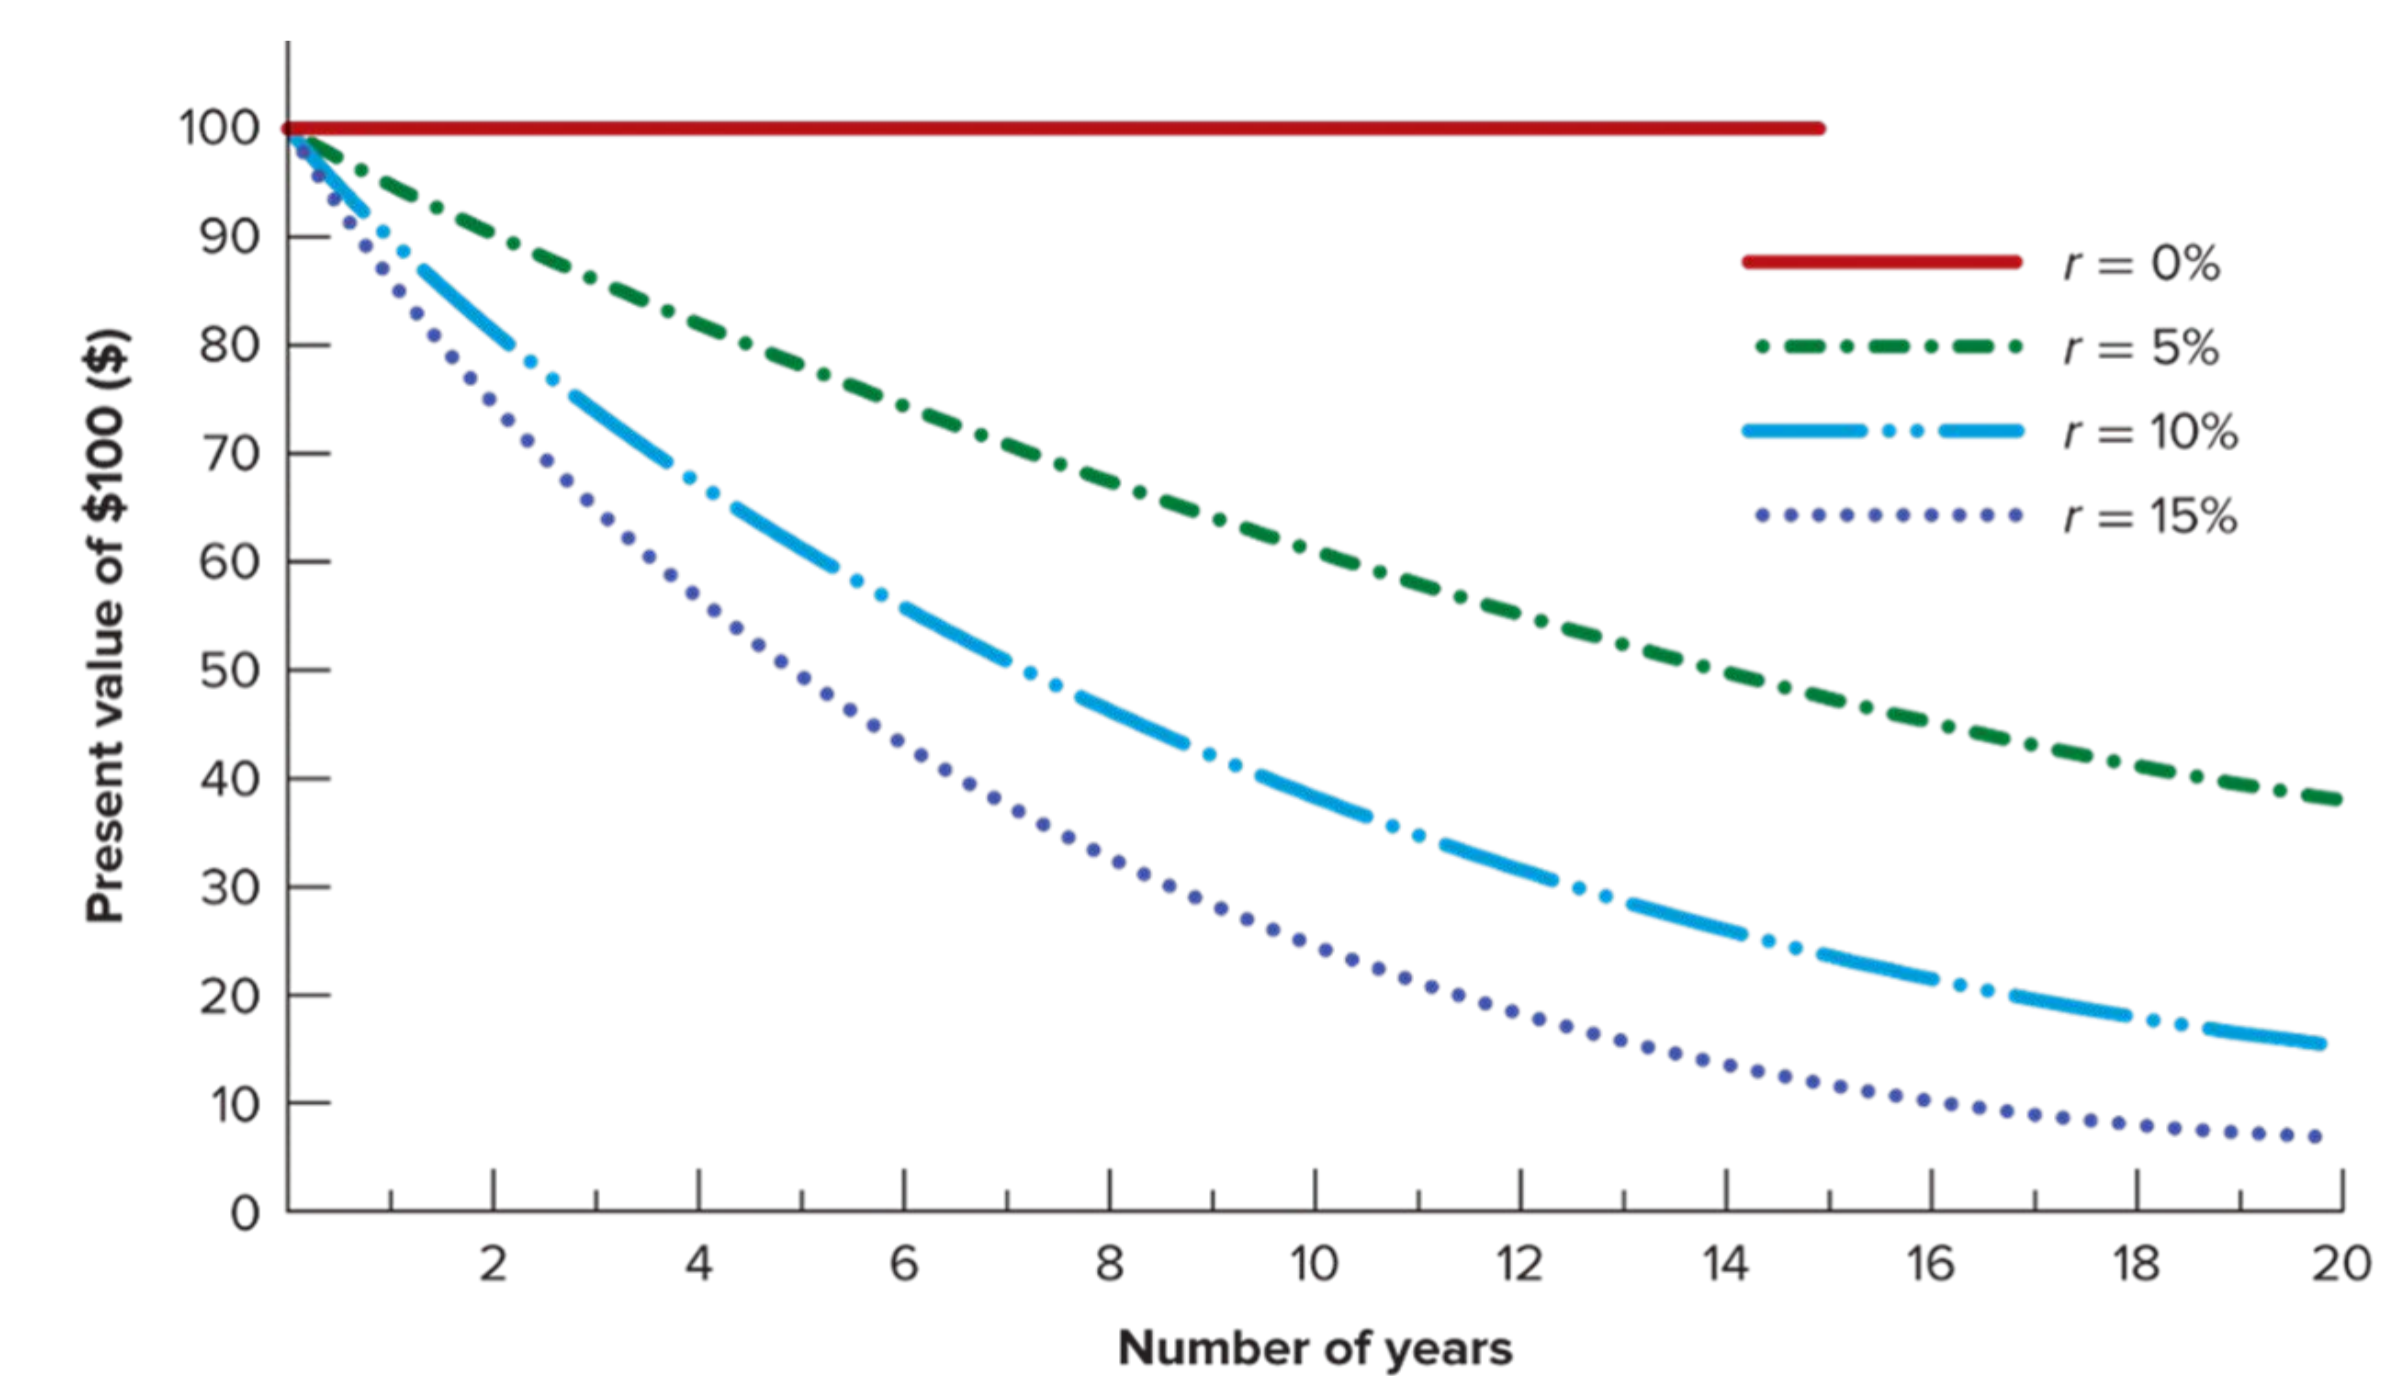 Present value of $100 ($)
100
90
80
70
60
50
40
30
20
10
0
r = 0%
r = 5%
r = 10%
r = 15%
2 4 6 8 10 12 14 16 18 20
Number of years